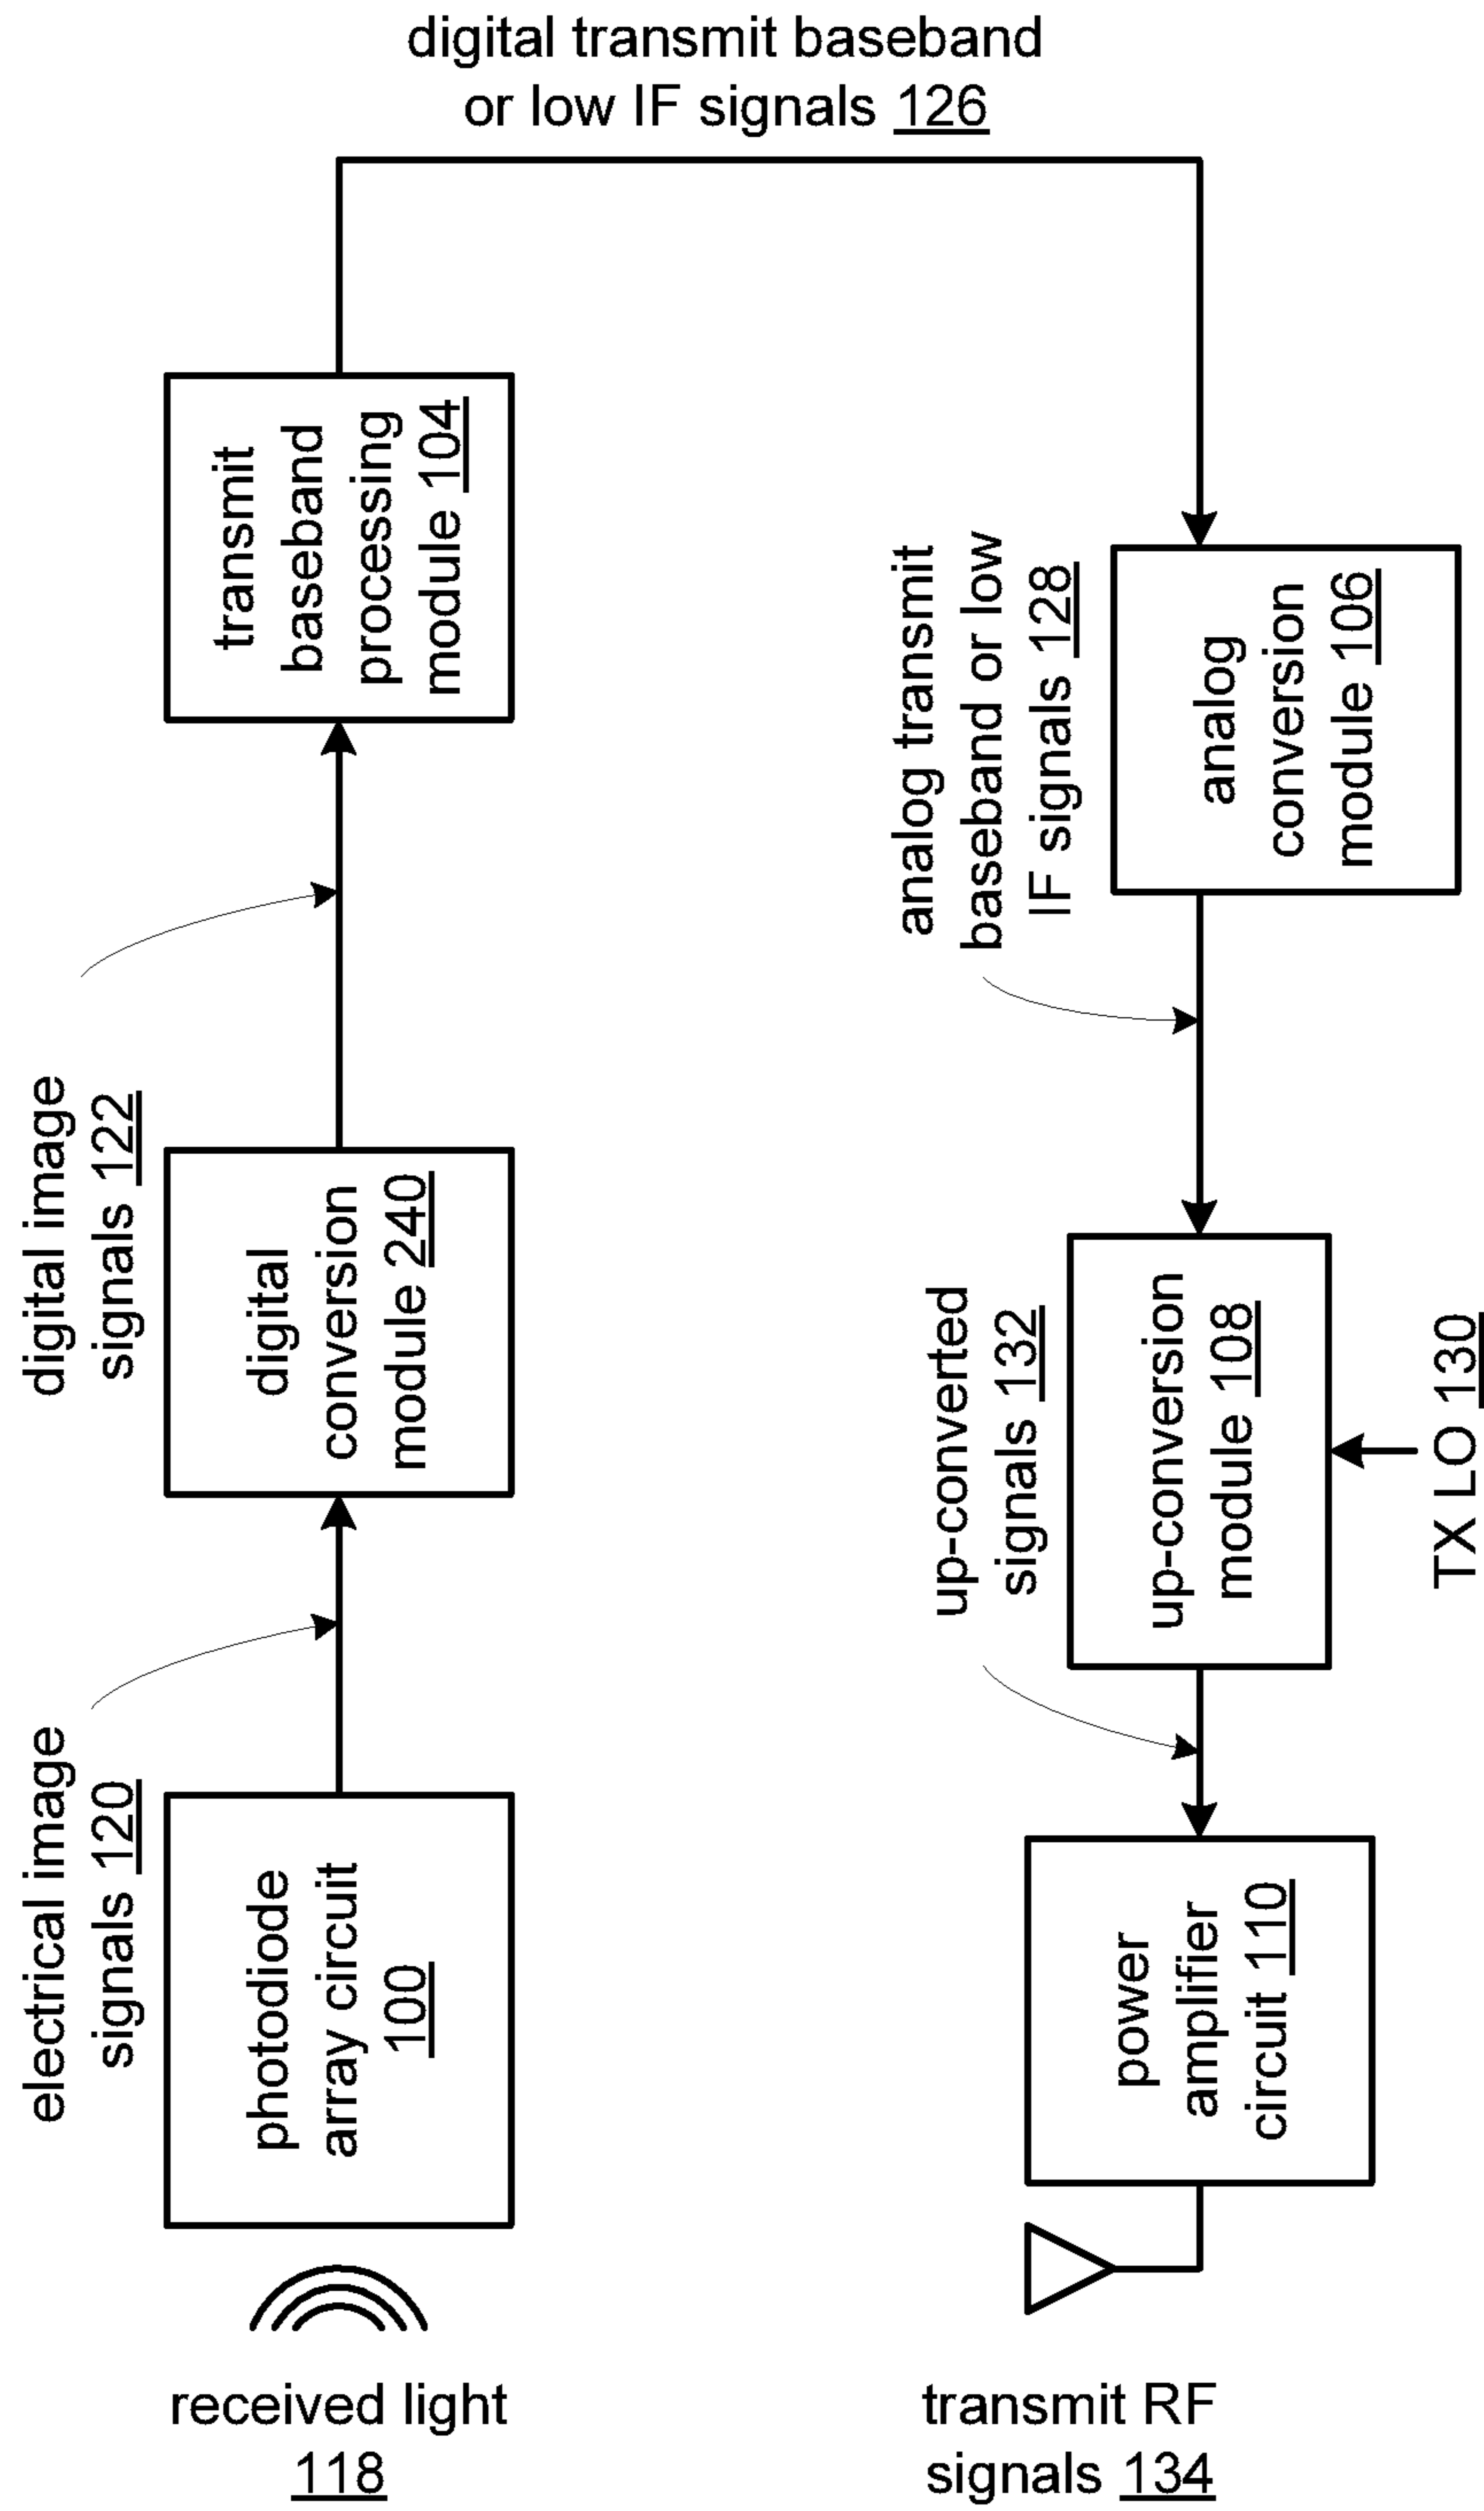 digital transmit baseband
or low IF signals 126
transmit
baseband
processing
module 104
digital image
signals 122
digital
conversion
module 240
electrical image
signals 120
photodiode
array circuit
100
received light
118
analog transmit
baseband or low
IF signals 128
analog
conversion
module 106
up-converted
signals 132
up-conversion
module 108
TX LO 130
power
amplifier
circuit 110
transmit RF
signals 134